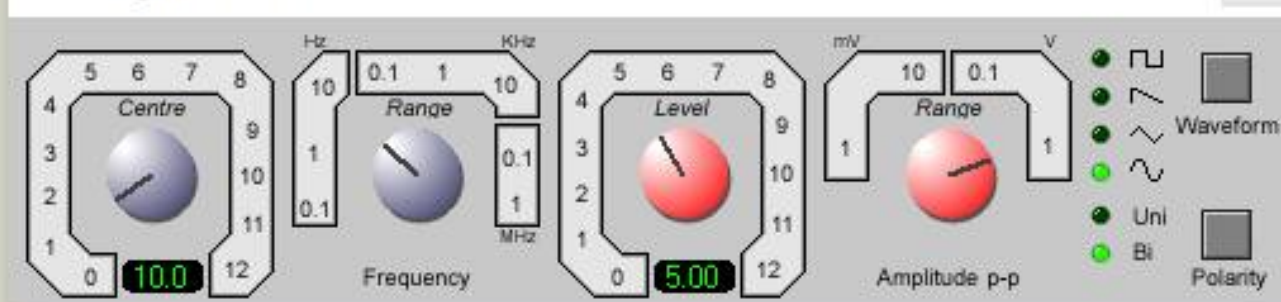 Hz KHz mV V
5 6 7 8 0.1 1 10 5 6 7 8 10 0.1
4 Centre 10 Range 4 Level Range
9 9 Waveform
3 1 0.1 3 1 1
2 10 2 10
1 11 0.1 1 1 11 Uni
MHz Bi
0 10.0 12 Frequency 0 5.00 12 Amplitude p-p Polarity